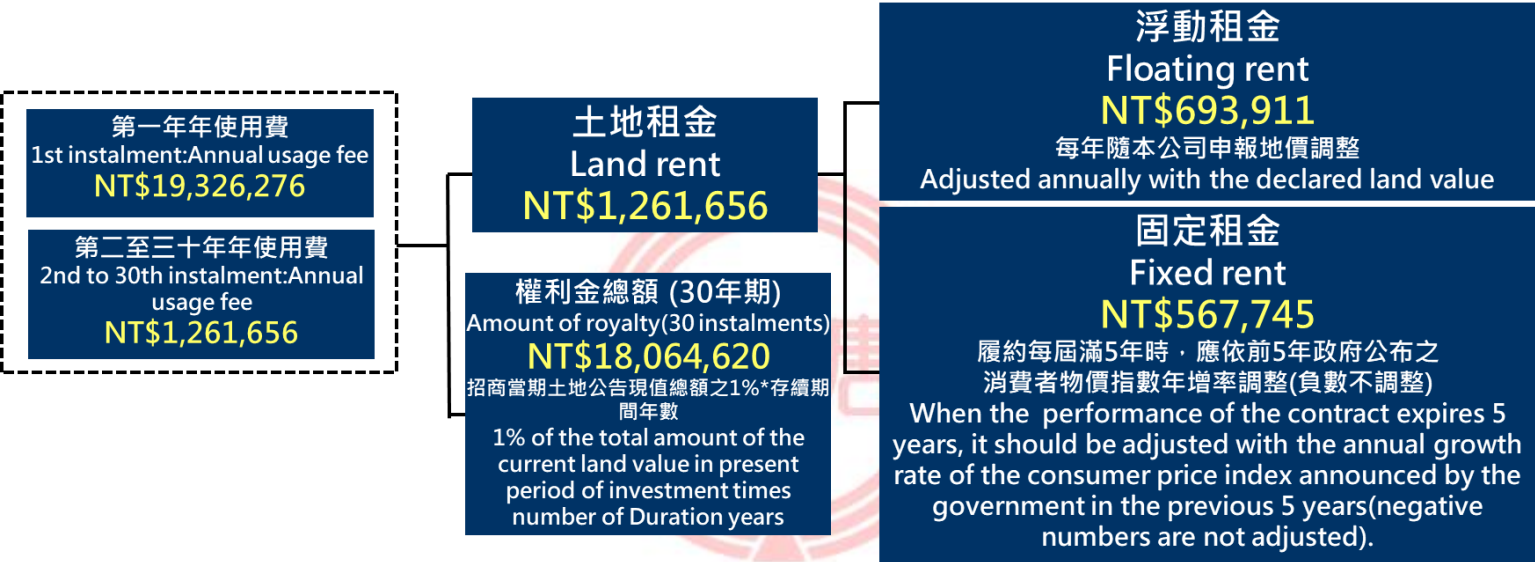 第一年年使用費
1st instalment:Annual usage fee
NT$19,326,276
第二至三十年年使用費
2nd to 30th instalment:Annual
usage fee
NT$1,261,656
土地租金
Land rent
NT$1,261,656
權利金總額 (30年期)
Amount of royalty(30 instalments)
NT$18,064,620
招商當期土地公告現值總額之1%*存續期
間年數
1% of the total amount of the
current land value in present
period of investment times
number of Duration years
浮動租金
Floating rent
NT$693,911
每年隨本公司申報地價調整
Adjusted annually with the declared land value
固定租金
Fixed rent
NT$567,745
履約每屆滿5年時，應依前5年政府公布之
消費者物價指數年增率調整(負數不調整)
When the performance of the contract expires 5
years, it should be adjusted with the annual growth
rate of the consumer price index announced by the
government in the previous 5 years(negative
numbers are not adjusted).